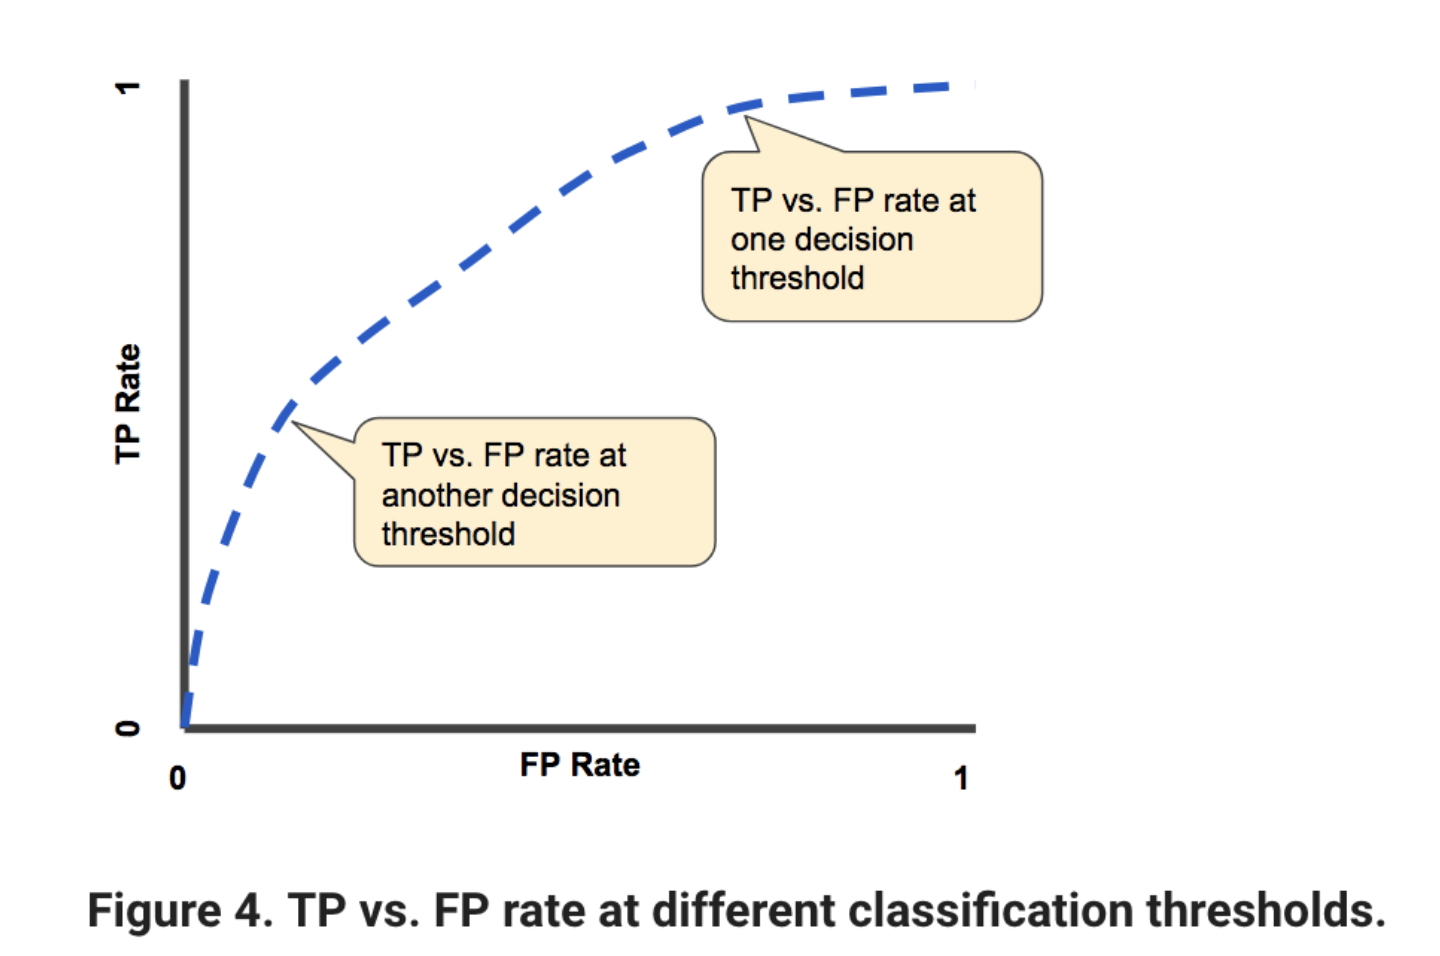 1
TP vs. FP rate at
one decision
threshold
TP Rate
TP vs. FP rate at
another decision
threshold
0
0
FP Rate
1
Figure 4. TP vs. FP rate at different classification thresholds.